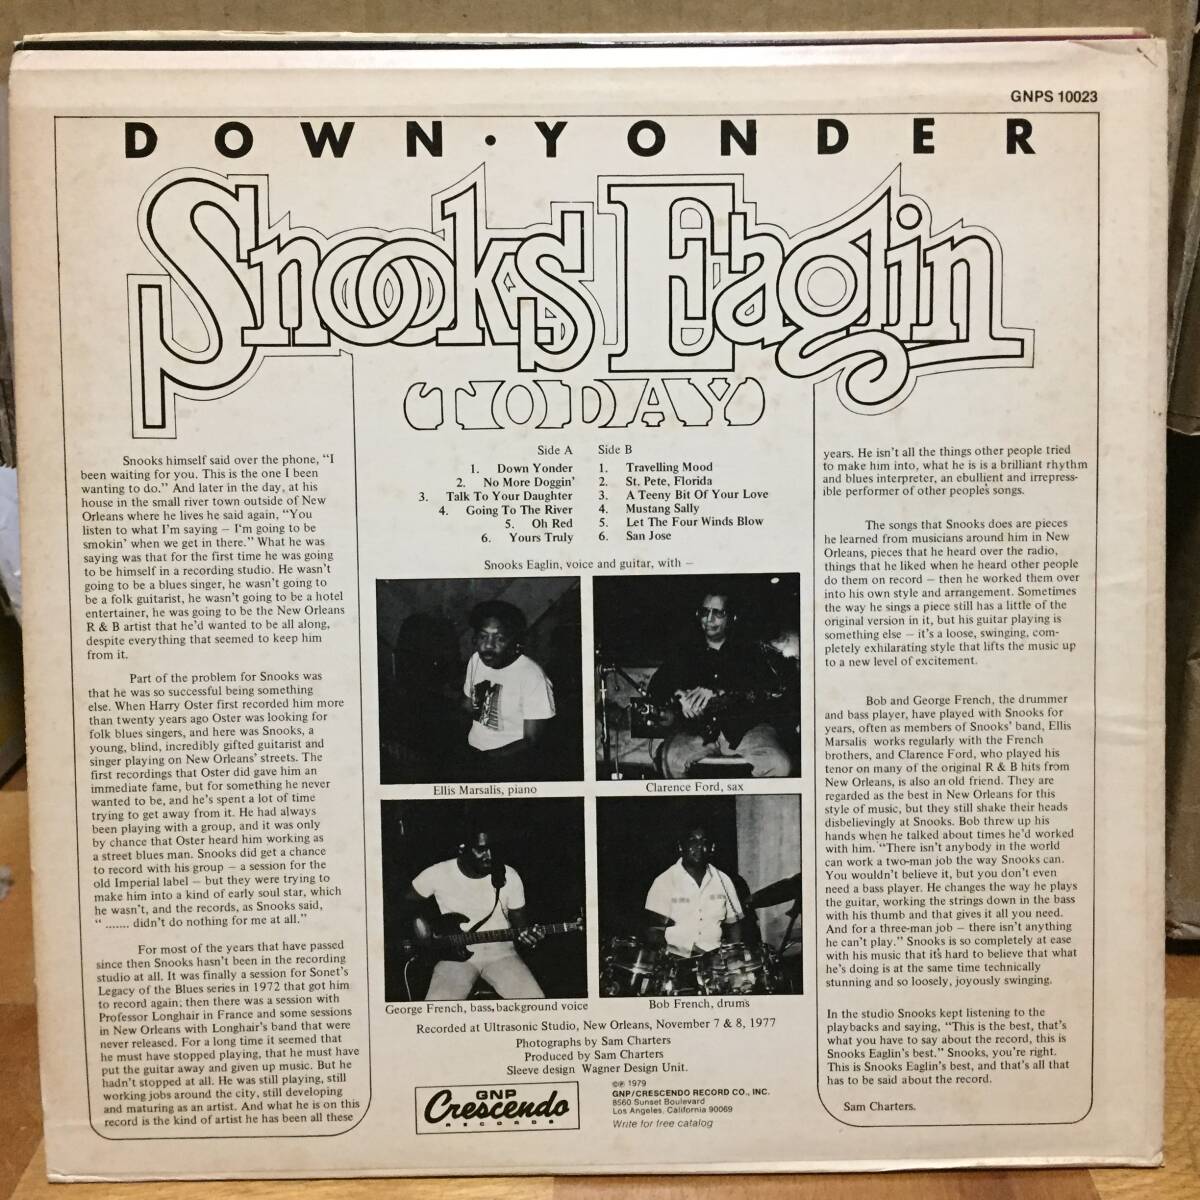 GNPS 10023
DOWN·YONDER
Snooks Eaglin
TODAY
Snooks himself said over the phone, "I
been waiting for you. This is the one I been
wanting to do." And later in the day, at his
house in the small river town outside of New
Orleans where he lives he said again, "You
listen to what I'm saying – I'm going to be
smokin' when we get in there." What he was
saying was that for the first time he was going
to be himself in a recording studio. He wasn't
going to be a blues singer, he wasn't going to
be a folk guitarist, he wasn't going to be a hotel
entertainer, he was going to be the New Orleans
R & B artist that he'd wanted to be all along,
despite everything that seemed to keep him
from it.
Part of the problem for Snooks was
that he was so successful being something
else. When Harry Oster first recorded him more
than twenty years ago Oster was looking for
folk blues singers, and here was Snooks, a
young, blind, incredibly gifted guitarist and
singer playing on New Orleans' streets. The
first recordings that Oster did gave him an
immediate fame, but for something he never
wanted to be, and he's spent a lot of time
trying to get away from it. He had always
been playing with a group, and it was only
by chance that Oster heard him working as
a street blues man. Snooks did get a chance
to record with his group – a session for the
old Imperial label – but they were trying to
make him into a kind of early soul star, which
he wasn't, and the records, as Snooks said,
"....... didn't do nothing for me at all."
For most of the years that have passed
since then Snooks hasn't been in the recording
studio at all. It was finally a session for Sonet's
Legacy of the Blues series in 1972 that got him
to record again; then there was a session with
Professor Longhair in France and some sessions
in New Orleans with Longhair's band that were
never released. For a long time it seemed that
he must have stopped playing, that he must have
put the guitar away and given up music. But he
hadn't stopped at all. He was still playing, still
working jobs around the city, still developing
and maturing as an artist. And what he is on this
record is the kind of artist he has been all these
Side A
1. Down Yonder
2. No More Doggin'
3. Talk To Your Daughter
4. Going To The River
5. Oh Red
6. Yours Truly
Side B
1. Travelling Mood
2. St. Pete, Florida
3. A Teeny Bit Of Your Love
4. Mustang Sally
5. Let The Four Winds Blow
6. San Jose
Snooks Eaglin, voice and guitar, with –
Ellis Marsalis, piano
Clarence Ford, sax
George French, bass, background voice
Bob French, drums
Recorded at Ultrasonic Studio, New Orleans, November 7 & 8, 1977
Photographs by Sam Charters
Produced by Sam Charters
Sleeve design Wagner Design Unit.
GNP
Crescendo
RECORDS
©℗ 1979
GNP/CRESCENDO RECORD CO., INC.
8560 Sunset Boulevard
Los Angeles, California 90069
Write for free catalog
years. He isn't all the things other people tried
to make him into, what he is is a brilliant rhythm
and blues interpreter, an ebullient and irrepress-
ible performer of other people's songs.
The songs that Snooks does are pieces
he learned from musicians around him in New
Orleans, pieces that he heard over the radio,
things that he liked when he heard other people
do them on record – then he worked them over
into his own style and arrangement. Sometimes
the way he sings a piece still has a little of the
original version in it, but his guitar playing is
something else – it's a loose, swinging, com-
pletely exhilarating style that lifts the music up
to a new level of excitement.
Bob and George French, the drummer
and bass player, have played with Snooks for
years, often as members of Snooks' band, Ellis
Marsalis works regularly with the French
brothers, and Clarence Ford, who played his
tenor on many of the original R & B hits from
New Orleans, is also an old friend. They are
regarded as the best in New Orleans for this
style of music, but they still shake their heads
disbelievingly at Snooks. Bob threw up his
hands when he talked about times he'd worked
with him. "There isn't anybody in the world
can work a two-man job the way Snooks can.
You wouldn't believe it, but you don't even
need a bass player. He changes the way he plays
the guitar, working the strings down in the bass
with his thumb and that gives it all you need.
And for a three-man job – there isn't anything
he can't play." Snooks is so completely at ease
with his music that it's hard to believe that what
he's doing is at the same time technically
stunning and so loosely, joyously swinging.
In the studio Snooks kept listening to the
playbacks and saying, "This is the best, that's
what you have to say about the record, this is
Snooks Eaglin's best." Snooks, you're right.
This is Snooks Eaglin's best, and that's all that
has to be said about the record.
Sam Charters.